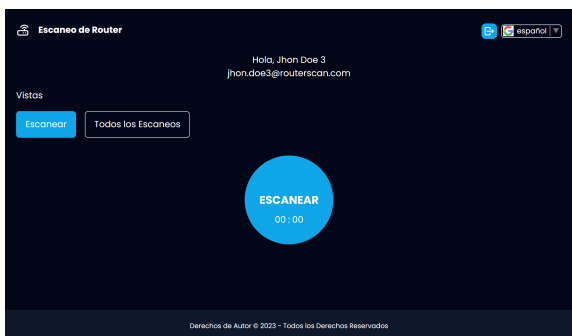 Escaneo de Router
español
Hola, Jhon Doe 3
jhon.doe3@routerscan.com
Vistas
Escanear
Todos los Escaneos
ESCANEAR
00 : 00
Derechos de Autor © 2023 - Todos los Derechos Reservados